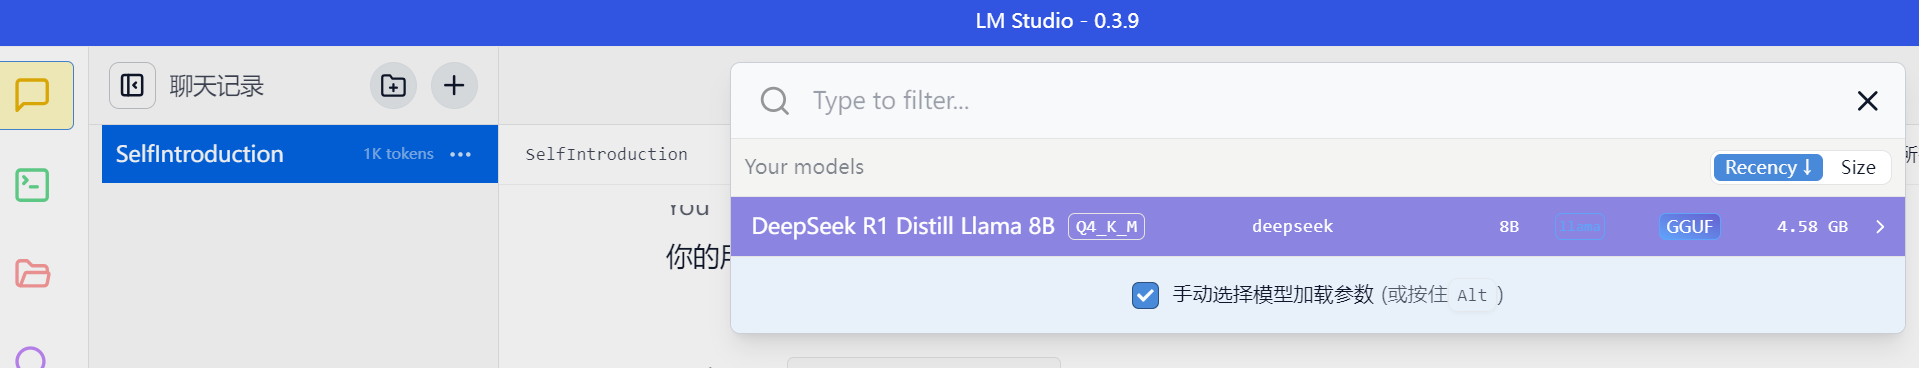 LM Studio - 0.3.9
聊天记录
Type to filter...
SelfIntroduction 1K tokens ...
SelfIntroduction
Your models
Recency ↓ Size
所
You
DeepSeek R1 Distill Llama 8B Q4_K_M deepseek 8B llama GGUF 4.58 GB
你的
手动选择模型加载参数 (或按住 Alt )